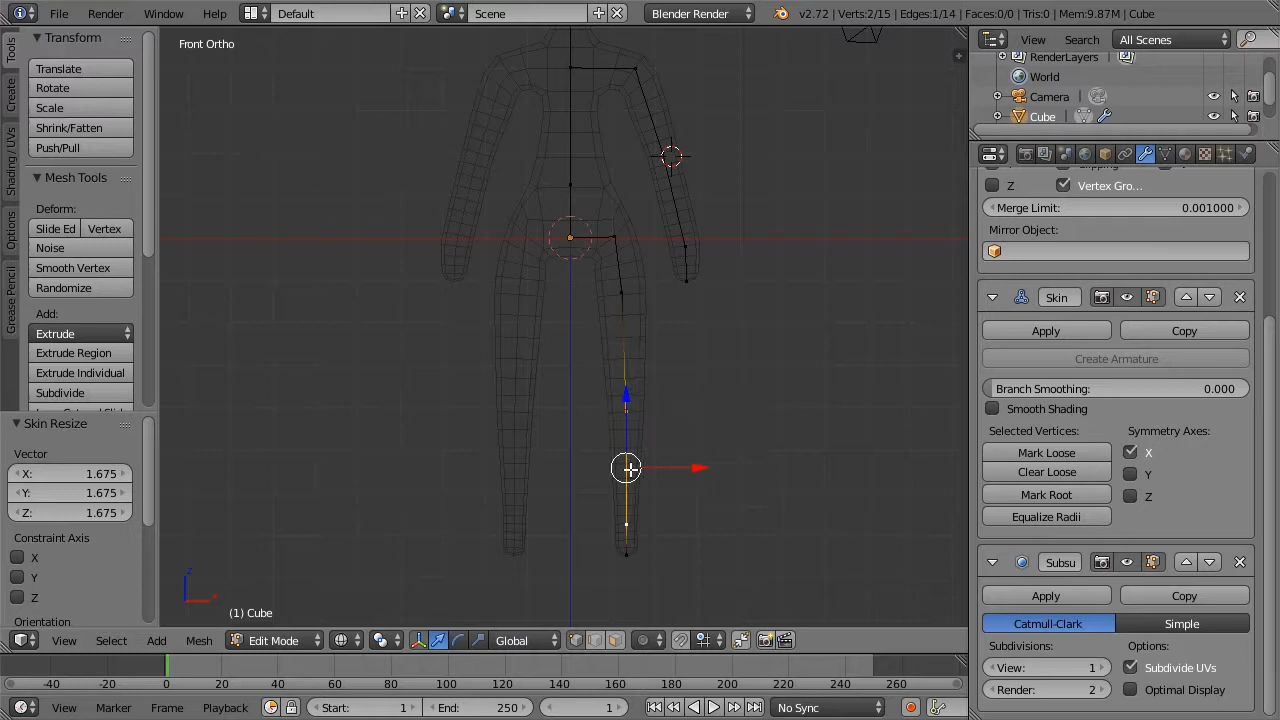 File Render Window Help Default Scene Blender Render v2.72 | Verts:2/15 | Edges:1/14 | Faces:0/0 | Tris:0 | Mem:9.87M | Cube
Tools
Create
Shading/UVs
Options
Grease Pencil
Transform
Translate
Rotate
Scale
Shrink/Fatten
Push/Pull
Mesh Tools
Deform:
Slide Ed Vertex
Noise
Smooth Vertex
Randomize
Add:
Extrude
Extrude Region
Extrude Individual
Subdivide
Skin Resize
Vector
X: 1.675
Y: 1.675
Z: 1.675
Constraint Axis
X
Y
Z
Orientation
Front Ortho
z
x
(1) Cube
View Select Add Mesh Edit Mode Global
-40 -20 0 20 40 60 80 100 120 140 160 180 200 220 240 260
View Marker Frame Playback Start: 1 End: 250 1 No Sync
View Search All Scenes
RenderLayers
World
Camera
Cube
Z Vertex Gro...
Merge Limit: 0.001000
Mirror Object:
Skin
Apply Copy
Create Armature
Branch Smoothing: 0.000
Smooth Shading
Selected Vertices: Symmetry Axes:
Mark Loose X
Clear Loose Y
Mark Root Z
Equalize Radii
Subsu
Apply Copy
Catmull-Clark Simple
Subdivisions: Options:
View: 1 Subdivide UVs
Render: 2 Optimal Display